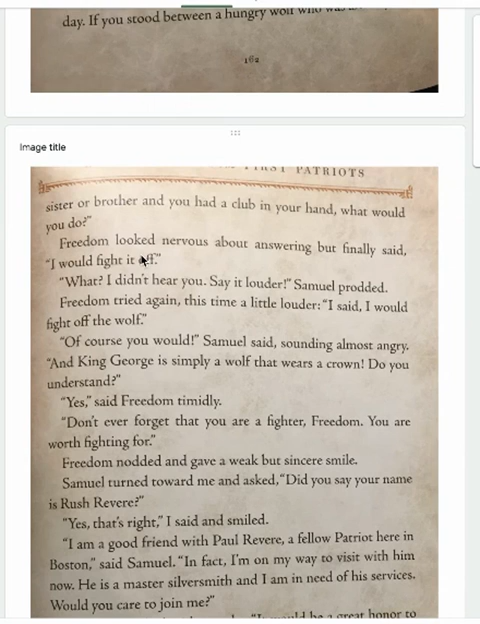 day. If you stood between a hungry wolf who was
162
Image title
FIRST PATRIOTS
sister or brother and you had a club in your hand, what would
you do?"
Freedom looked nervous about answering but finally said,
"I would fight it off."
"What? I didn't hear you. Say it louder!" Samuel prodded.
Freedom tried again, this time a little louder: "I said, I would
fight off the wolf."
"Of course you would!" Samuel said, sounding almost angry.
"And King George is simply a wolf that wears a crown! Do you
understand?"
"Yes," said Freedom timidly.
"Don't ever forget that you are a fighter, Freedom. You are
worth fighting for."
Freedom nodded and gave a weak but sincere smile.
Samuel turned toward me and asked, "Did you say your name
is Rush Revere?"
"Yes, that's right," I said and smiled.
"I am a good friend with Paul Revere, a fellow Patriot here in
Boston," said Samuel. "In fact, I'm on my way to visit with him
now. He is a master silversmith and I am in need of his services.
Would you care to join me?"
"It would be a great honor to